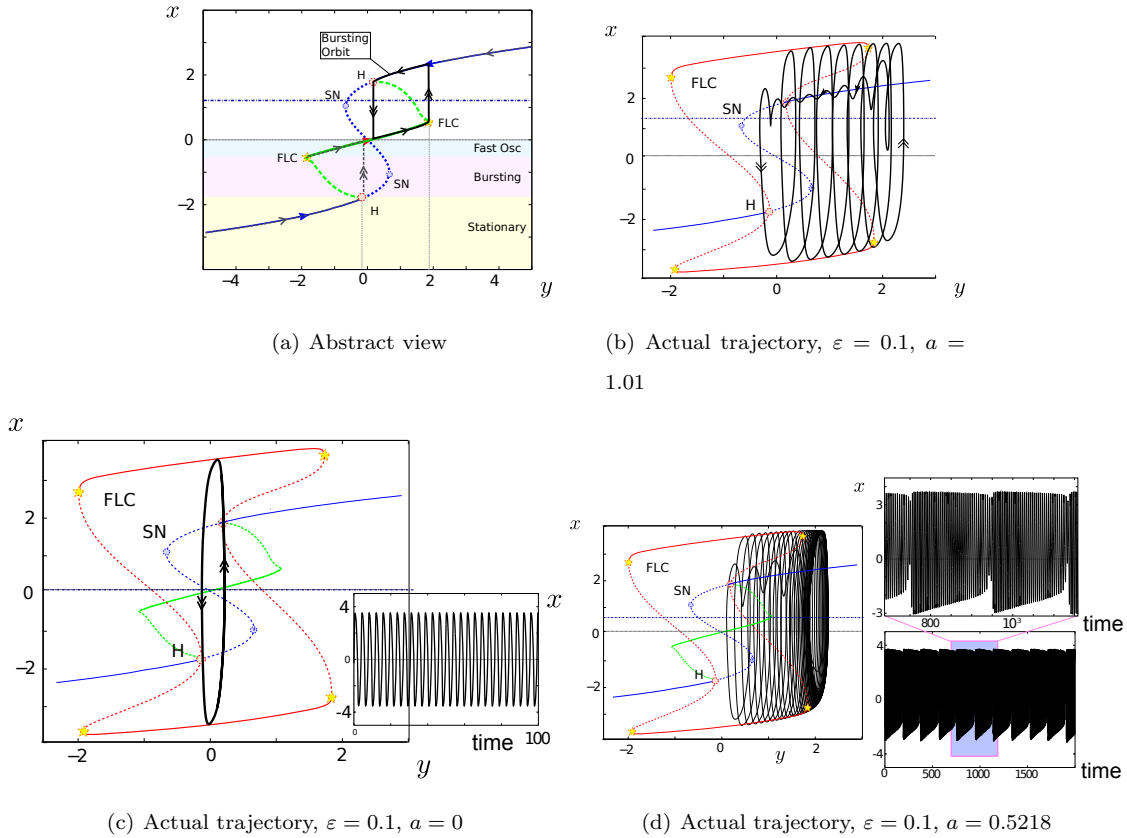 x
Bursting
Orbit
4
H
2
SN
FLC
0
Fast Osc
FLC
Bursting
SN
−2
H
Stationary
−4
−4
−2
0
2
4
y
(a) Abstract view
x
4
FLC
2
SN
0
−2
H
−2
0
2
y
(b) Actual trajectory, ε = 0.1, a =
1.01
x
FLC
2
SN
0
H
−2
−2
0
2
y
4
0
−4
0
100
x
time
(c) Actual trajectory, ε = 0.1, a = 0
x
4
FLC
2
SN
0
H
−2
−2
0
2
y
x
3
0
-3
800
10³
time
4
0
-4
0
500
1000
1500
time
(d) Actual trajectory, ε = 0.1, a = 0.5218